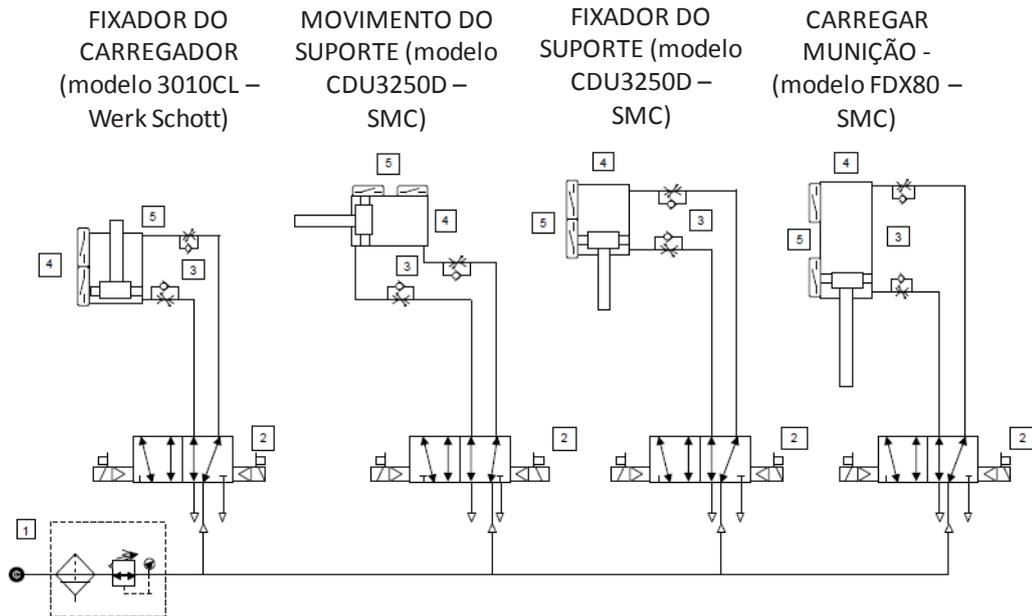 FIXADOR DO
CARREGADOR
(modelo 3010CL –
Werk Schott)
MOVIMENTO DO
SUPORTE (modelo
CDU3250D –
SMC)
FIXADOR DO
SUPORTE (modelo
CDU3250D –
SMC)
CARREGAR
MUNIÇÃO -
(modelo FDX80 –
SMC)
5
4
3
2
5
4
3
2
4
5
3
2
4
5
3
2
1